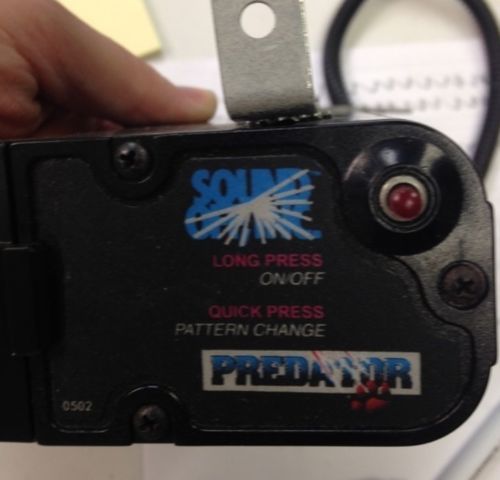 SOUND
LONG PRESS
ON/OFF
QUICK PRESS
PATTERN CHANGE
PREDATOR
0502